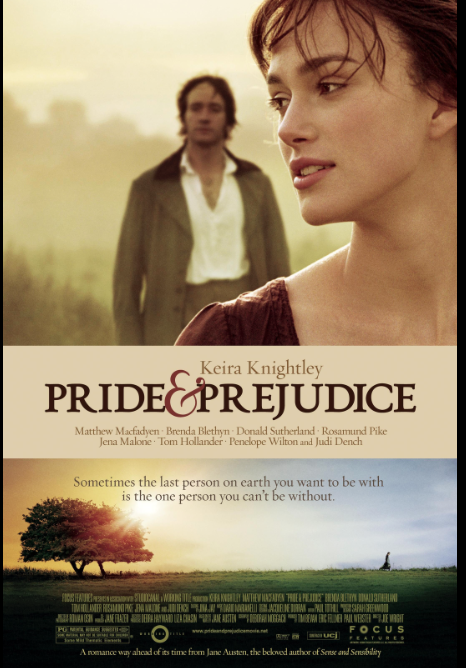 Keira Knightley
PRIDE & PREJUDICE
Matthew Macfadyen · Brenda Blethyn · Donald Sutherland · Rosamund Pike
Jena Malone · Tom Hollander · Penelope Wilton and Judi Dench
Sometimes the last person on earth you want to be with
is the one person you can't be without.
www.prideandprejudicemovie.net
FOCUS
FEATURES
A romance way ahead of its time from Jane Austen, the beloved author of Sense and Sensibility